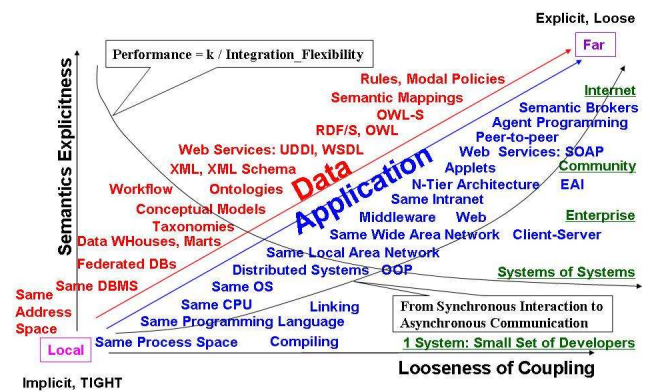 Explicit, Loose
Far
Performance = k / Integration_Flexibility
Rules, Modal Policies
Internet
Semantic Mappings
Semantic Brokers
OWL-S
Agent Programming
RDF/S, OWL
Peer-to-peer
Web Services: UDDI, WSDL
Web Services: SOAP
XML, XML Schema
Applets
Community
Data
Workflow
Ontologies
N-Tier Architecture
EAI
Application
Same Intranet
Conceptual Models
Middleware
Web
Enterprise
Taxonomies
Same Wide Area Network
Client-Server
Data WHouses, Marts
Same Local Area Network
Federated DBs
Distributed Systems
OOP
Systems of Systems
Same DBMS
Same OS
Same
Address
Space
Same CPU
Linking
From Synchronous Interaction to
Asynchronous Communication
Same Programming Language
Local
Same Process Space
Compiling
1 System: Small Set of Developers
Looseness of Coupling
Implicit, TIGHT
Semantics Explicitness